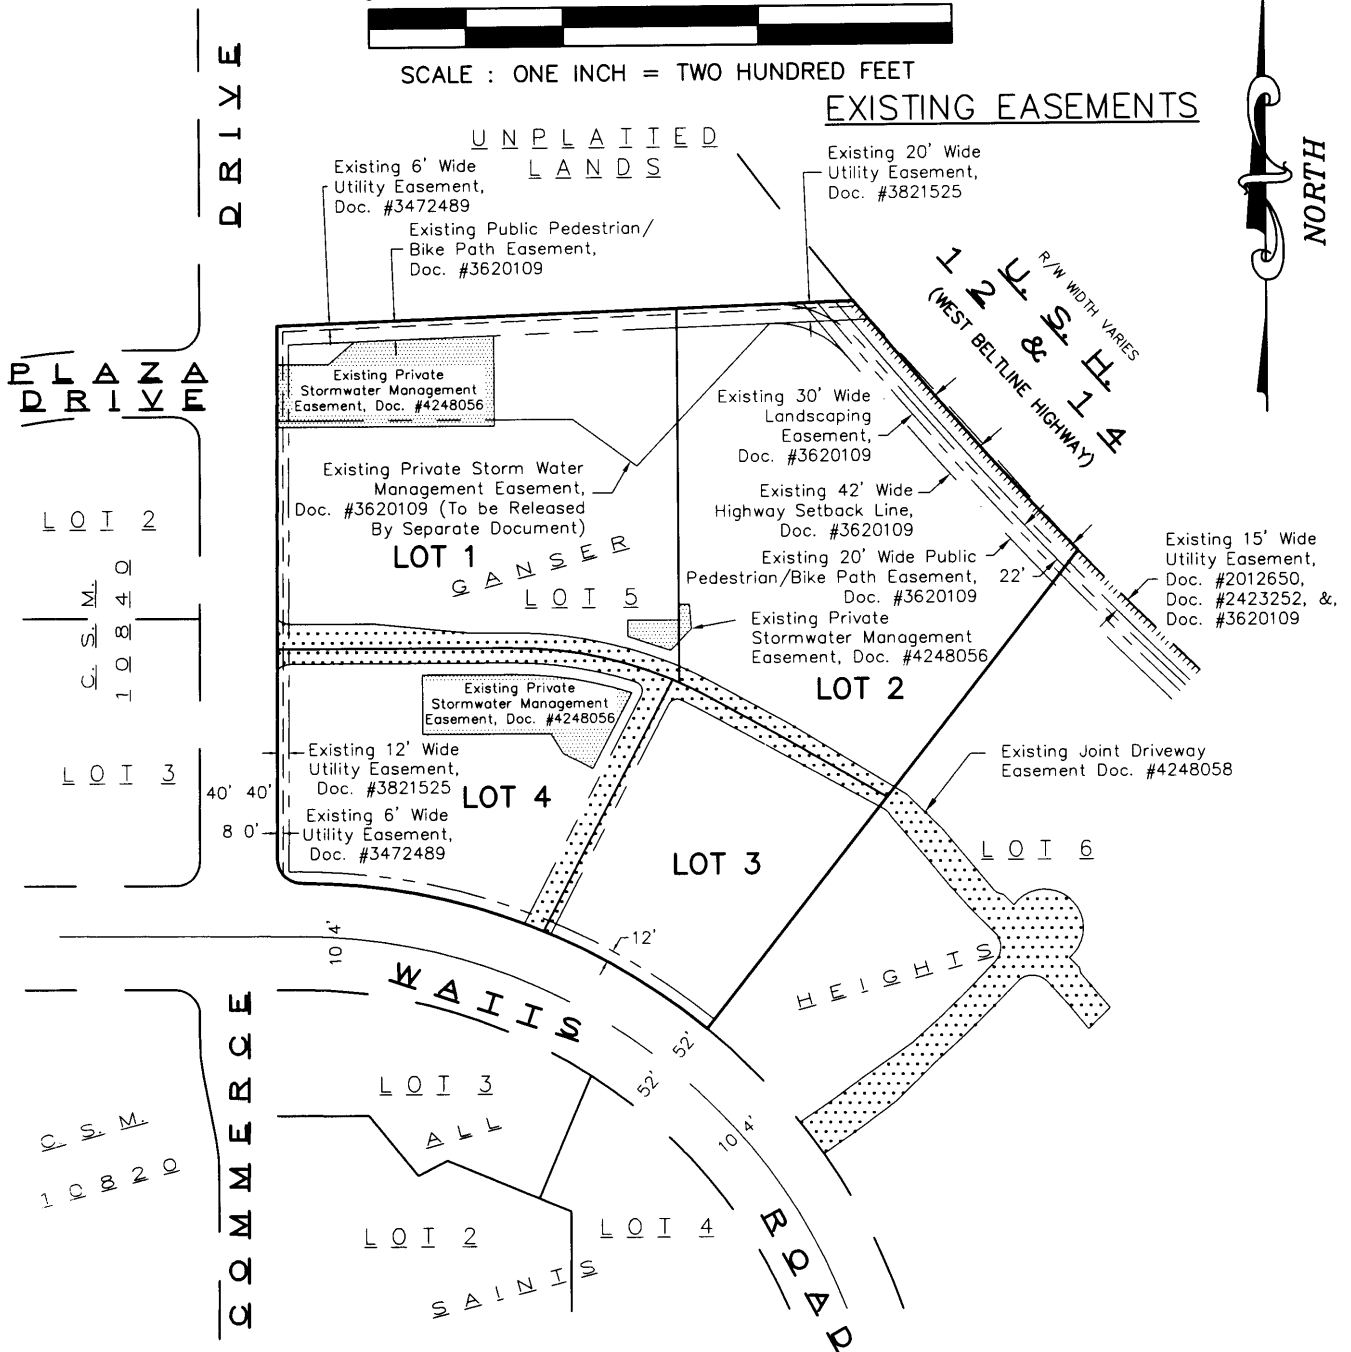 SCALE : ONE INCH = TWO HUNDRED FEET
EXISTING EASEMENTS
NORTH
DRIVE
UNPLATTED
LANDS
Existing 6' Wide
Utility Easement,
Doc. #3472489
Existing Public Pedestrian/
Bike Path Easement,
Doc. #3620109
Existing 20' Wide
Utility Easement,
Doc. #3821525
R/W WIDTH VARIES
U. S. H.
12 & 14
(WEST BELTLINE HIGHWAY)
PLAZA
DRIVE
Existing Private
Stormwater Management
Easement, Doc. #4248056
Existing 30' Wide
Landscaping
Easement,
Doc. #3620109
Existing Private Storm Water
Management Easement,
Doc. #3620109 (To be Released
By Separate Document)
Existing 42' Wide
Highway Setback Line,
Doc. #3620109
LOT 2
C. S. M.
10840
LOT 1
GANSER
LOT 5
Existing 20' Wide Public
Pedestrian/Bike Path Easement,
Doc. #3620109
22'
Existing 15' Wide
Utility Easement,
Doc. #2012650,
Doc. #2423252, &,
Doc. #3620109
Existing Private
Stormwater Management
Easement, Doc. #4248056
LOT 2
Existing Private
Stormwater Management
Easement, Doc. #4248056
LOT 3
Existing 12' Wide
Utility Easement,
Doc. #3821525
40' 40'
80'
LOT 4
Existing 6' Wide
Utility Easement,
Doc. #3472489
Existing Joint Driveway
Easement Doc. #4248058
LOT 3
LOT 6
HEIGHTS
12'
104'
WATTS
52'
52'
104'
ROAD
COMMERCE
LOT 3
ALL
C. S. M.
10820
LOT 2
LOT 4
SAINTS